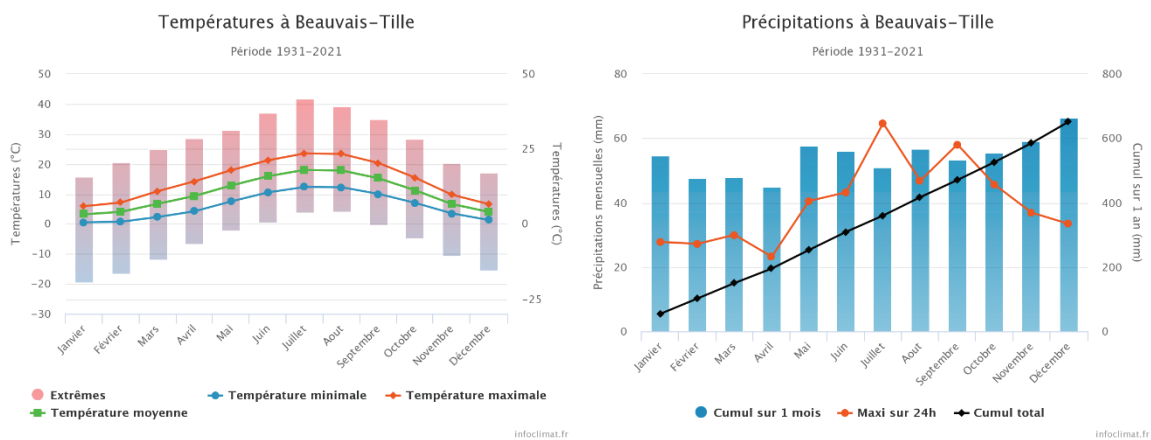 Températures à Beauvais-Tille
Période 1931-2021
Températures (°C)
50
40
30
20
10
0
-10
-20
-30
50
25
0
-25
Températures (°C)
Janvier
Février
Mars
Avril
Mai
Juin
Juillet
Aout
Septembre
Octobre
Novembre
Décembre
Extrêmes
Température minimale
Température maximale
Température moyenne
infoclimat.fr
Précipitations à Beauvais-Tille
Période 1931-2021
Précipitations mensuelles (mm)
80
60
40
20
0
800
600
400
200
0
Cumul sur 1 an (mm)
Janvier
Février
Mars
Avril
Mai
Juin
Juillet
Aout
Septembre
Octobre
Novembre
Décembre
Cumul sur 1 mois
Maxi sur 24h
Cumul total
infoclimat.fr